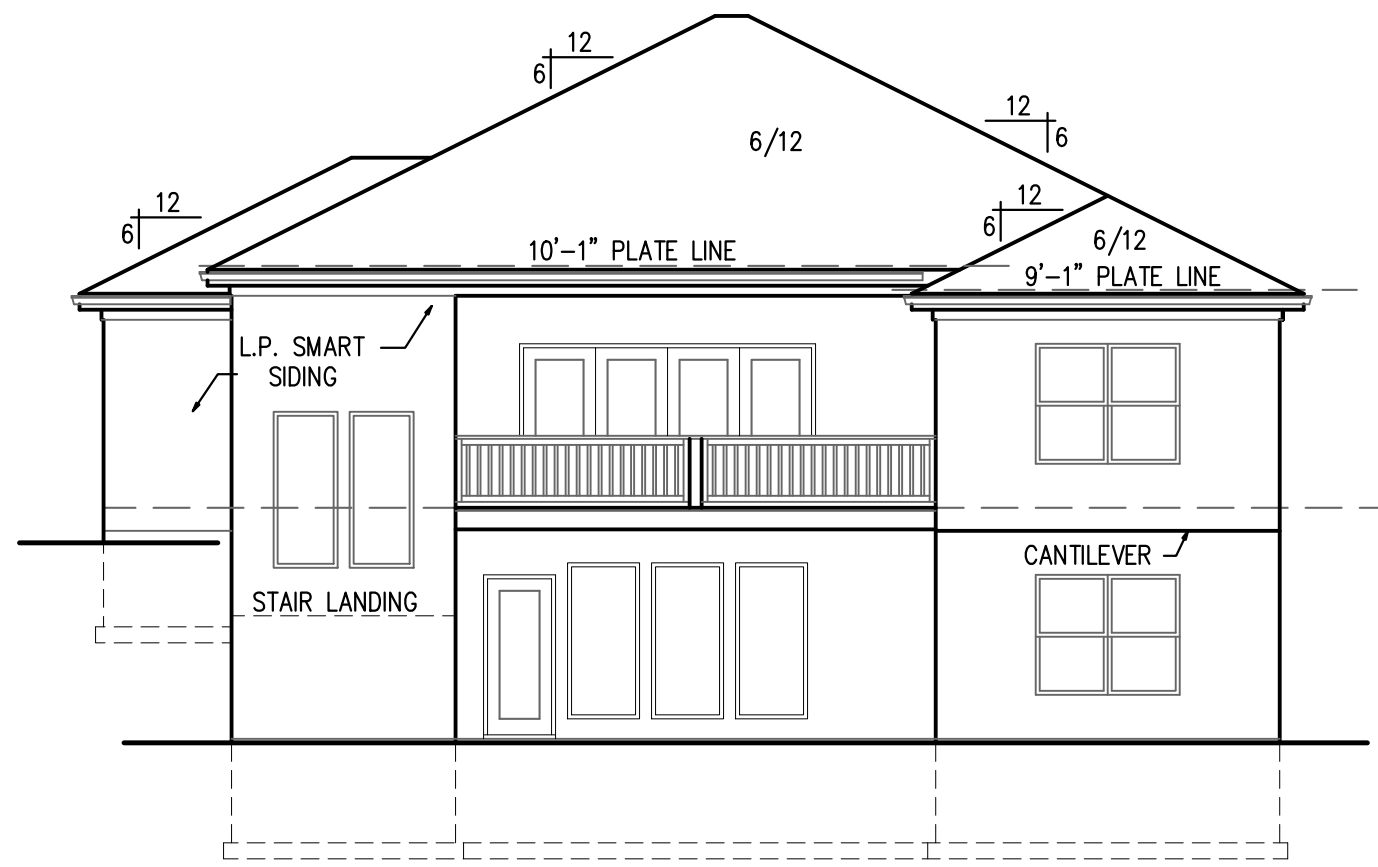 12
6
12
6
6/12
12
6
12
6
6/12
10'-1" PLATE LINE
9'-1" PLATE LINE
L.P. SMART
SIDING
CANTILEVER
STAIR LANDING